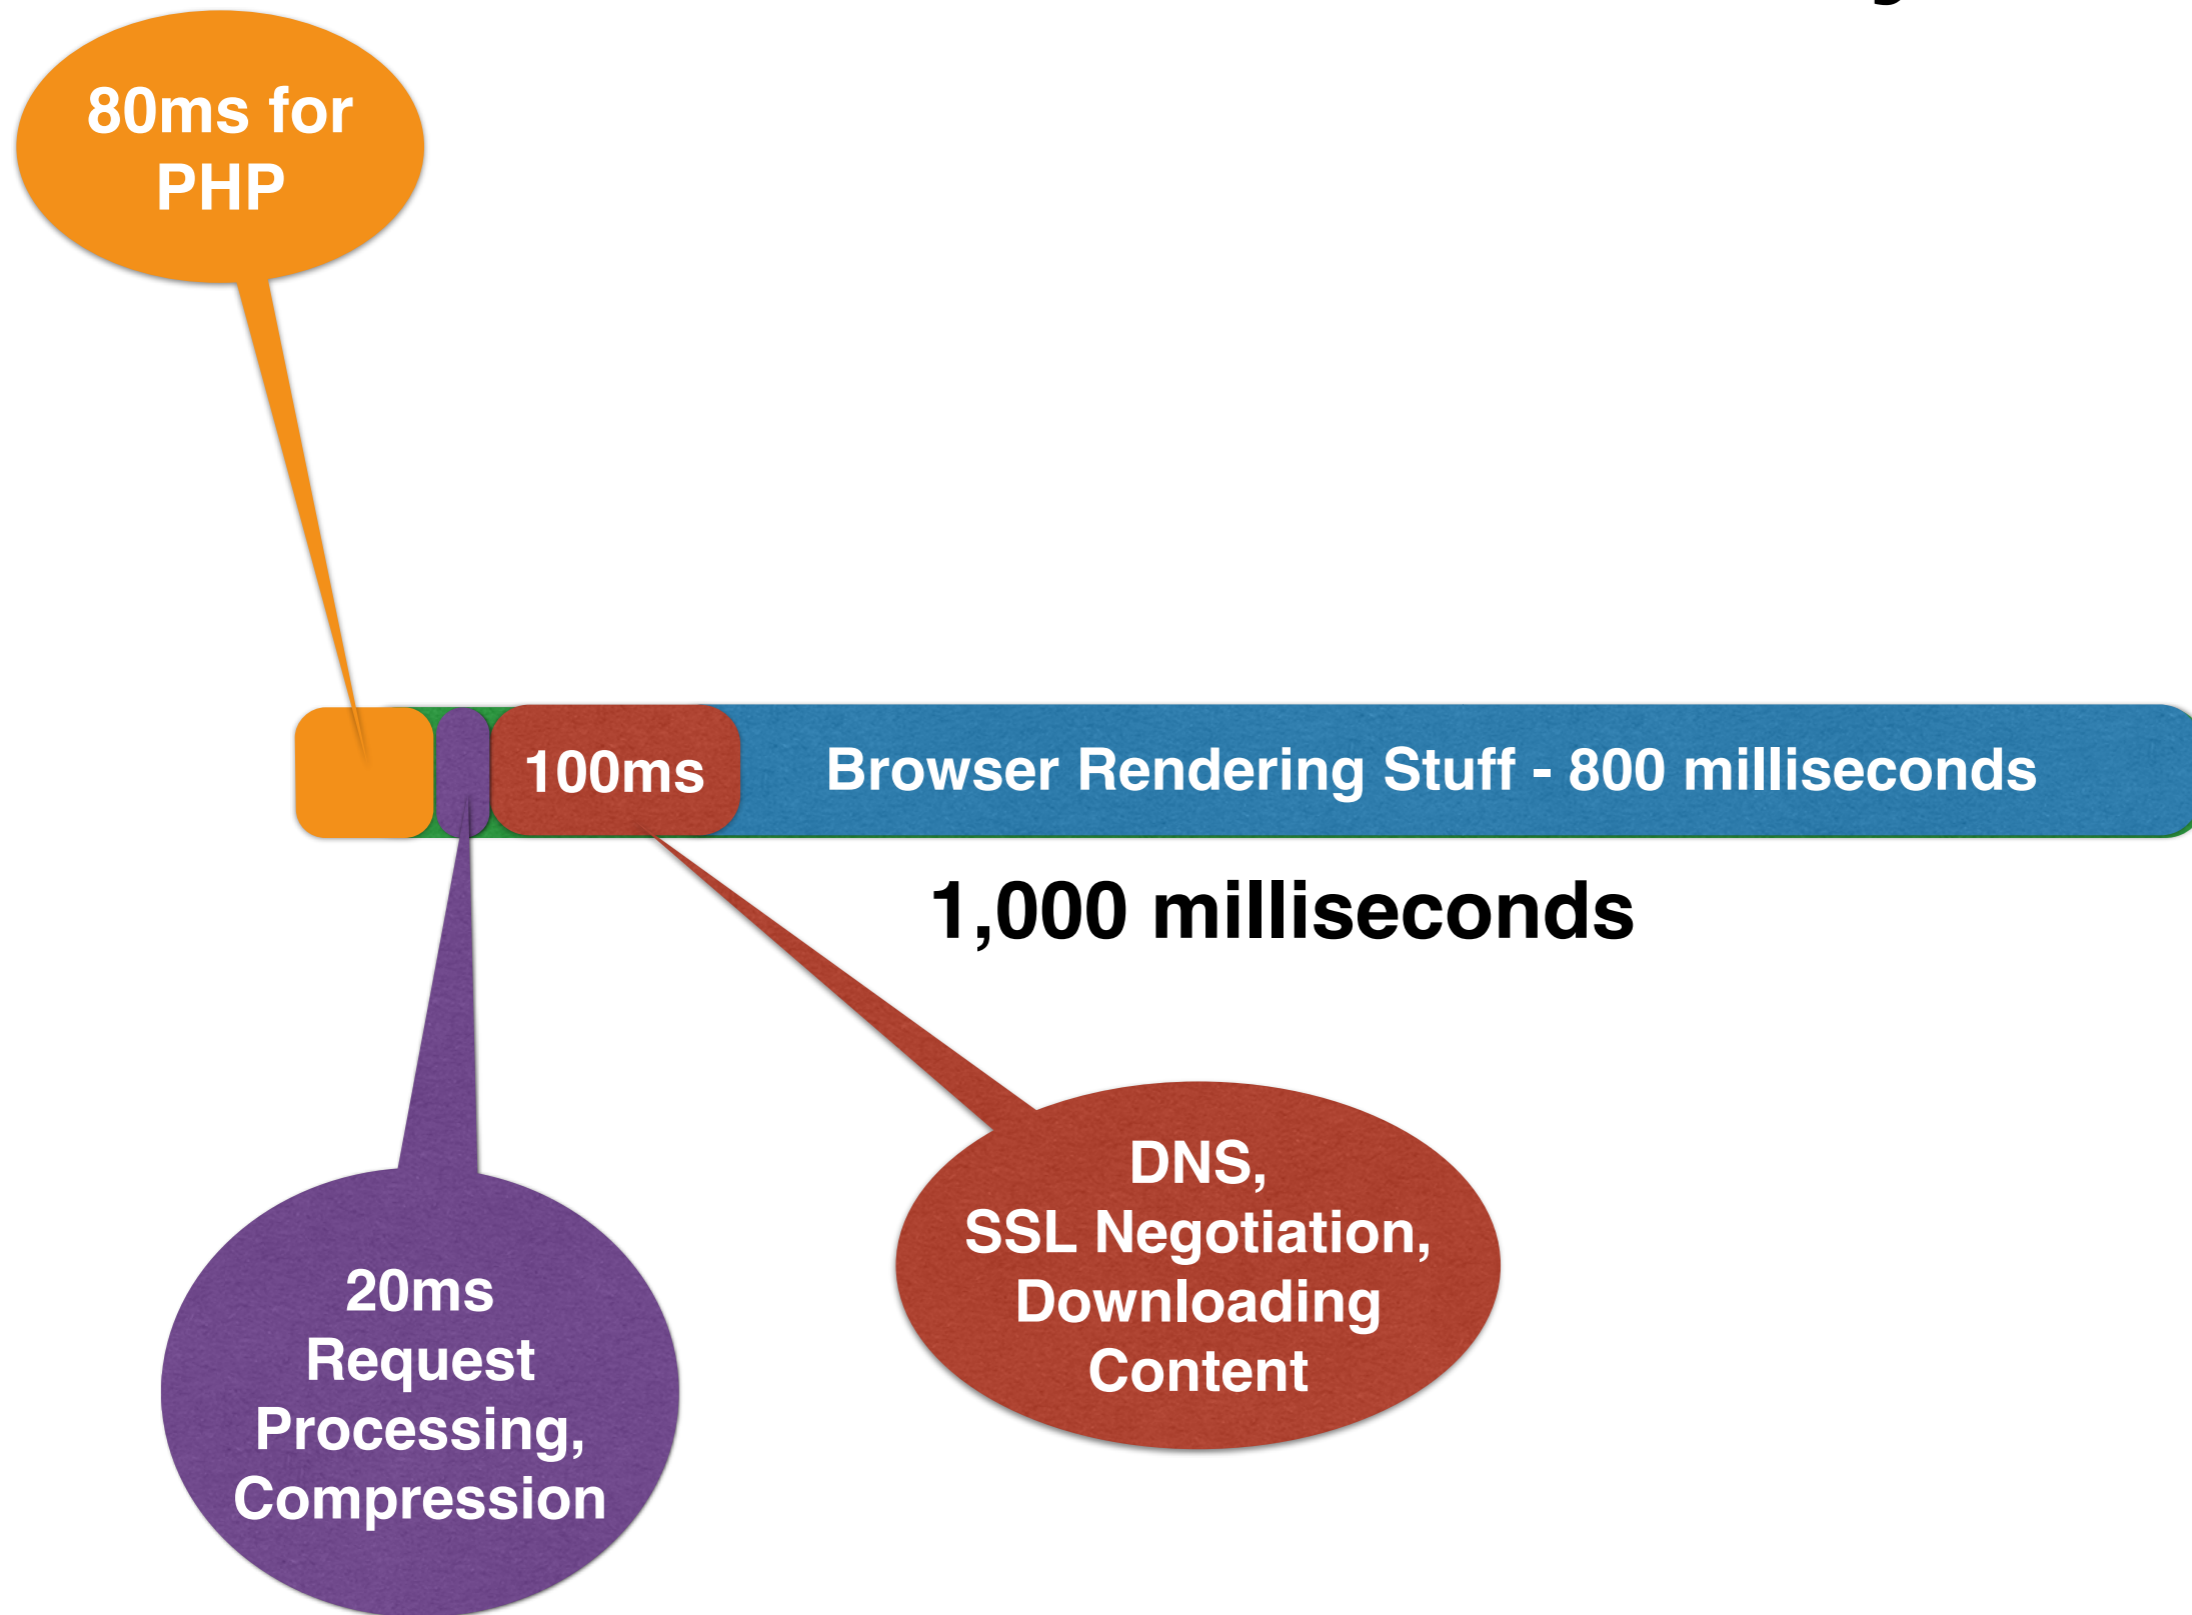 80ms for
PHP
100ms
Browser Rendering Stuff - 800 milliseconds
1,000 milliseconds
DNS,
SSL Negotiation,
Downloading
Content
20ms
Request
Processing,
Compression